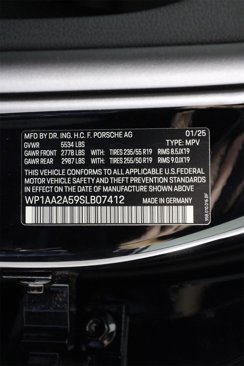 MFD BY DR. ING. H.C. F. PORSCHE AG 01/25
GVWR 5534 LBS TYPE: MPV
GAWR FRONT 2778 LBS WITH: TIRES 235/55 R19 RIMS 8.5JX19
GAWR REAR 2987 LBS WITH: TIRES 255/50 R19 RIMS 9.0JX19
THIS VEHICLE CONFORMS TO ALL APPLICABLE U.S. FEDERAL
MOTOR VEHICLE SAFETY AND THEFT PREVENTION STANDARDS
IN EFFECT ON THE DATE OF MANUFACTURE SHOWN ABOVE
WP1AA2A59SLB07412 MADE IN GERMANY